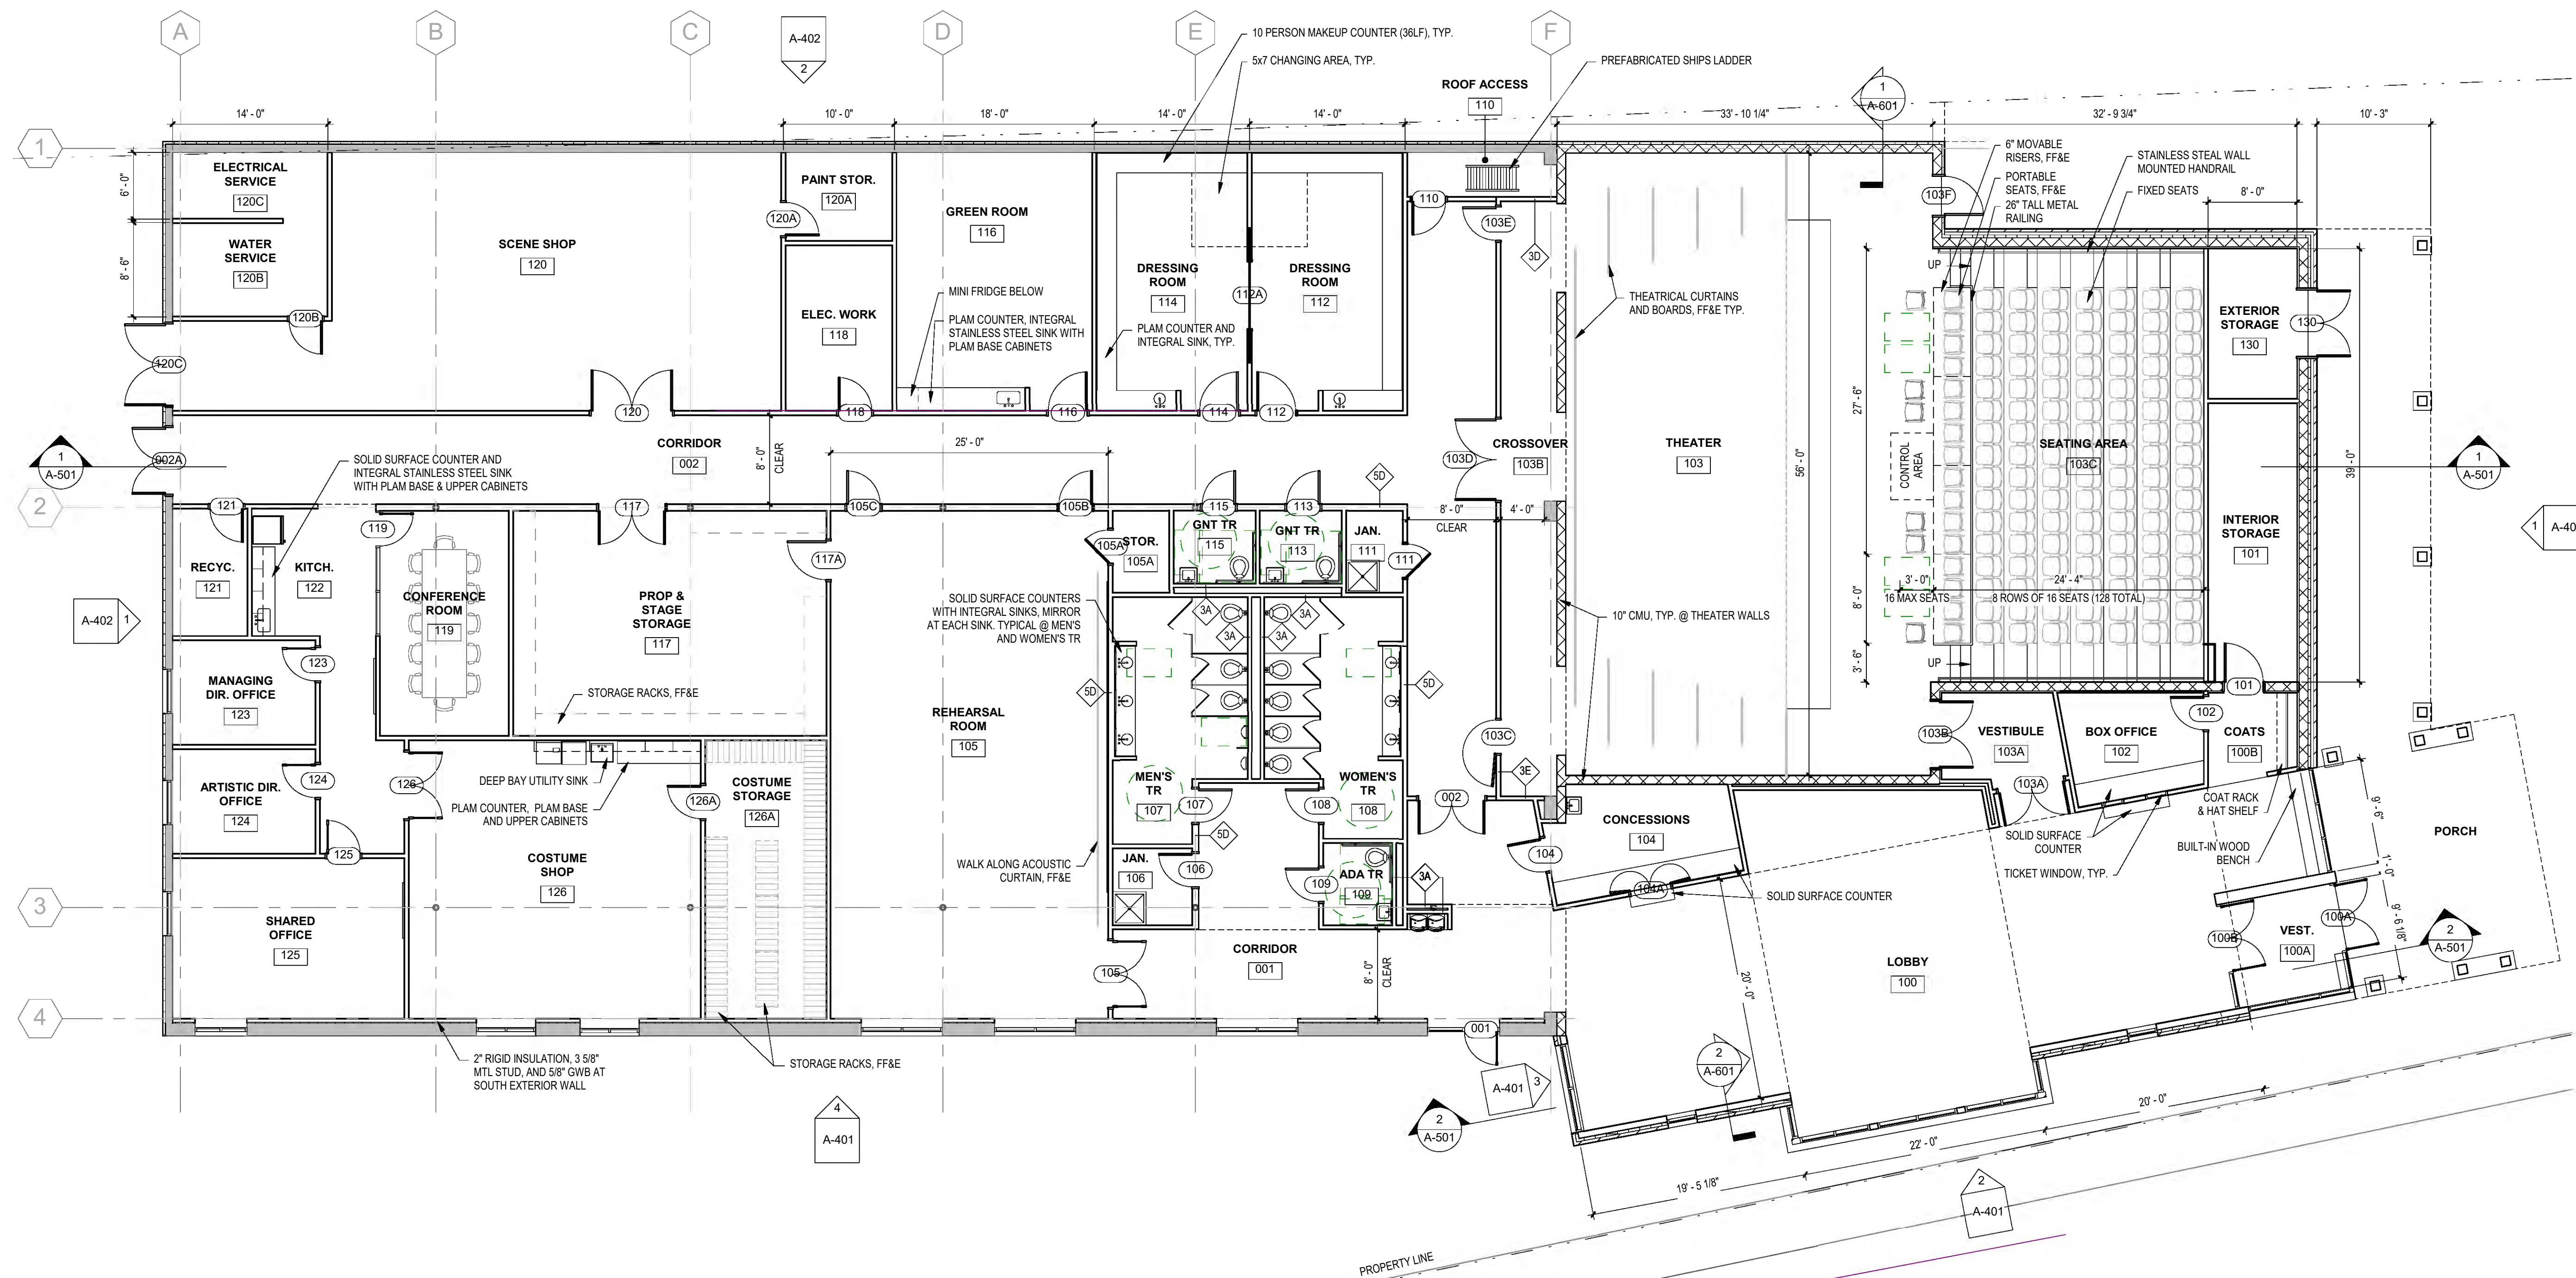 A
B
C
D
E
F
1
2
3
4
A-402
2
10 PERSON MAKEUP COUNTER (36LF), TYP.
5x7 CHANGING AREA, TYP.
PREFABRICATED SHIPS LADDER
ROOF ACCESS
110
1
A-601
14' - 0"
10' - 0"
18' - 0"
14' - 0"
14' - 0"
33' - 10 1/4"
32' - 9 3/4"
10' - 3"
6' - 0"
8' - 6"
ELECTRICAL
SERVICE
120C
WATER
SERVICE
120B
120B
120C
SCENE SHOP
120
120
PAINT STOR.
120A
120A
ELEC. WORK
118
118
GREEN ROOM
116
116
MINI FRIDGE BELOW
PLAM COUNTER, INTEGRAL
STAINLESS STEEL SINK WITH
PLAM BASE CABINETS
DRESSING
ROOM
114
114
PLAM COUNTER AND
INTEGRAL SINK, TYP.
112A
DRESSING
ROOM
112
112
110
103E
3D
THEATRICAL CURTAINS
AND BOARDS, FF&E TYP.
103F
6" MOVABLE
RISERS, FF&E
PORTABLE
SEATS, FF&E
26" TALL METAL
RAILING
STAINLESS STEAL WALL
MOUNTED HANDRAIL
FIXED SEATS
8' - 0"
UP
EXTERIOR
STORAGE
130
130
1
A-501
002A
CORRIDOR
002
8' - 0"
CLEAR
25' - 0"
103D
CROSSOVER
103B
THEATER
103
56' - 0"
27' - 6"
CONTROL
AREA
SEATING AREA
103C
39' - 0"
1
A-501
1
A-40
SOLID SURFACE COUNTER AND
INTEGRAL STAINLESS STEEL SINK
WITH PLAM BASE & UPPER CABINETS
121
RECYC.
121
KITCH.
122
119
CONFERENCE
ROOM
119
117
PROP &
STAGE
STORAGE
117
117A
STORAGE RACKS, FF&E
105C
105B
105A
STOR.
105A
115
GNT TR
115
113
GNT TR
113
JAN.
111
111
5D
8' - 0"
CLEAR
4' - 0"
INTERIOR
STORAGE
101
101
3' - 0"
16 MAX SEATS
24' - 4"
8 ROWS OF 16 SEATS (128 TOTAL)
8' - 0"
3' - 6"
UP
A-402
1
SOLID SURFACE COUNTERS
WITH INTEGRAL SINKS, MIRROR
AT EACH SINK. TYPICAL @ MEN'S
AND WOMEN'S TR
3A
3A
3A
3A
5D
5D
10" CMU, TYP. @ THEATER WALLS
MANAGING
DIR. OFFICE
123
123
ARTISTIC DIR.
OFFICE
124
124
125
SHARED
OFFICE
125
126
DEEP BAY UTILITY SINK
PLAM COUNTER, PLAM BASE
AND UPPER CABINETS
COSTUME
SHOP
126
126A
COSTUME
STORAGE
126A
REHEARSAL
ROOM
105
WALK ALONG ACOUSTIC
CURTAIN, FF&E
MEN'S
TR
107
107
WOMEN'S
TR
108
108
5D
JAN.
106
106
109
ADA TR
109
3A
105
CORRIDOR
001
8' - 0"
CLEAR
001
103C
3E
002
104
CONCESSIONS
104
104A
SOLID SURFACE COUNTER
103B
VESTIBULE
103A
103A
BOX OFFICE
102
102
COATS
100B
COAT RACK
& HAT SHELF
SOLID SURFACE
COUNTER
BUILT-IN WOOD
BENCH
TICKET WINDOW, TYP.
PORCH
9' - 6"
1' - 0"
9' - 6 1/8"
100A
100B
VEST.
100A
2
A-501
LOBBY
100
20' - 0"
2
A-601
2" RIGID INSULATION, 3 5/8"
MTL STUD, AND 5/8" GWB AT
SOUTH EXTERIOR WALL
STORAGE RACKS, FF&E
4
A-401
A-401
3
2
A-501
20' - 0"
22' - 0"
19' - 5 1/8"
2
A-401
PROPERTY LINE